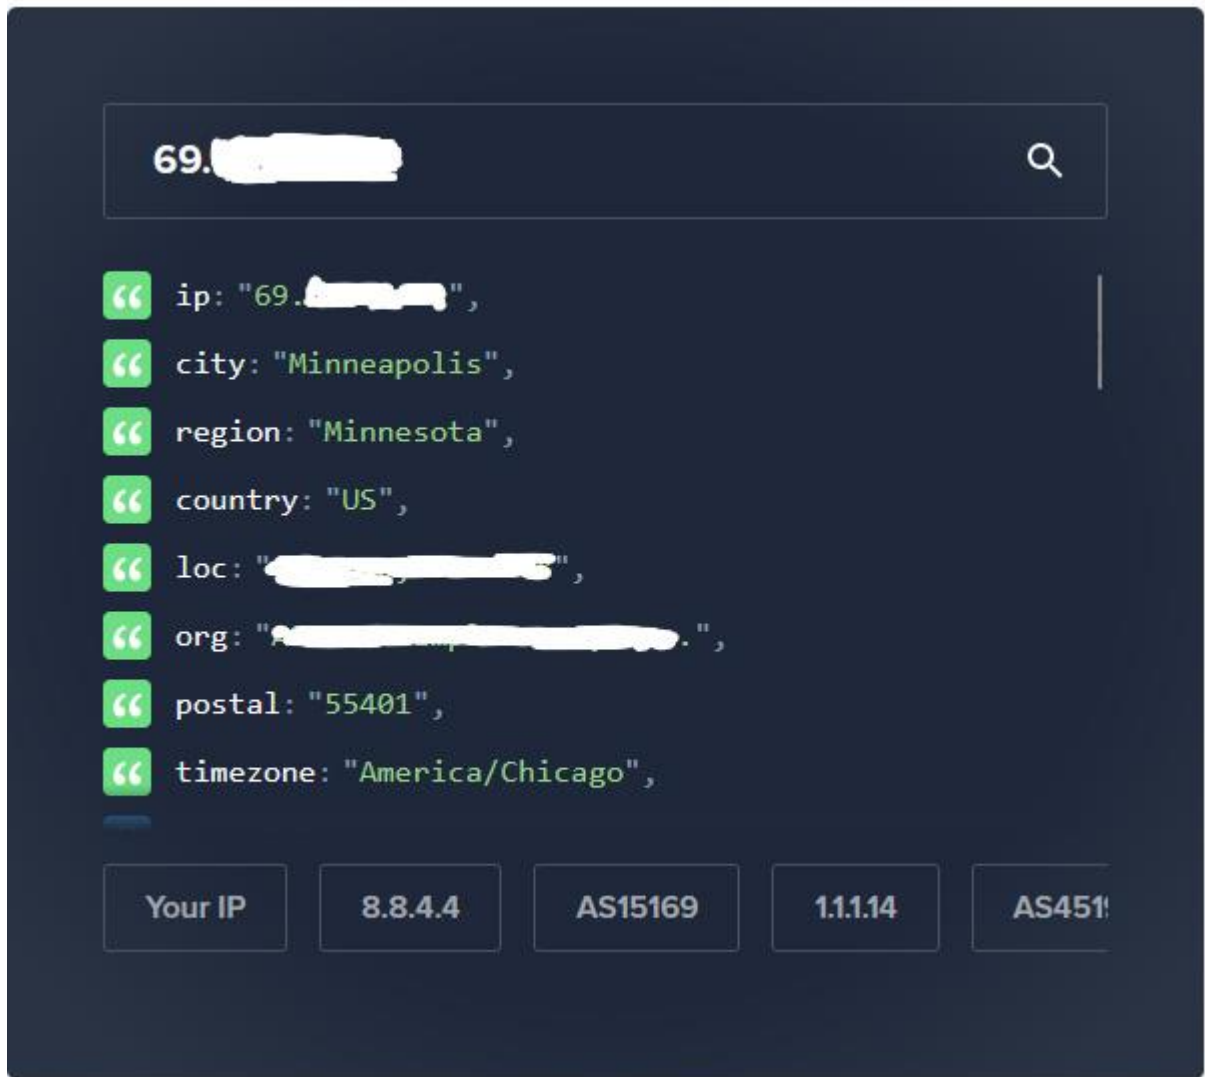 69.
ip: "69.",
city: "Minneapolis",
region: "Minnesota",
country: "US",
loc: "",
org: ".",
postal: "55401",
timezone: "America/Chicago",
Your IP
8.8.4.4
AS15169
1.1.1.14
AS451